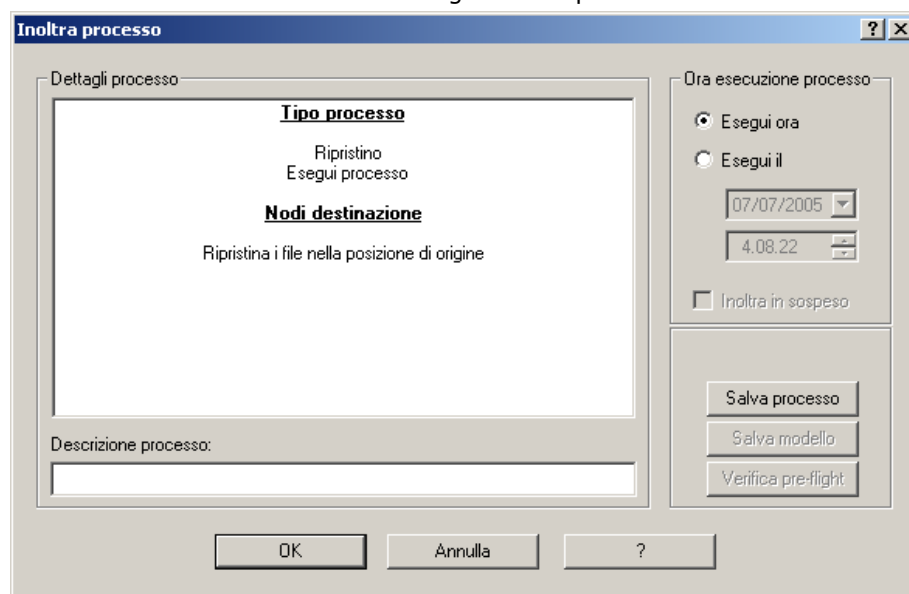 Inoltra processo
Dettagli processo
Tipo processo
Ripristino
Esegui processo
Nodi destinazione
Ripristina i file nella posizione di origine
Descrizione processo:
Ora esecuzione processo
Esegui ora
Esegui il
07/07/2005
4.08.22
Inoltra in sospeso
Salva processo
Salva modello
Verifica pre-flight
OK
Annulla
?